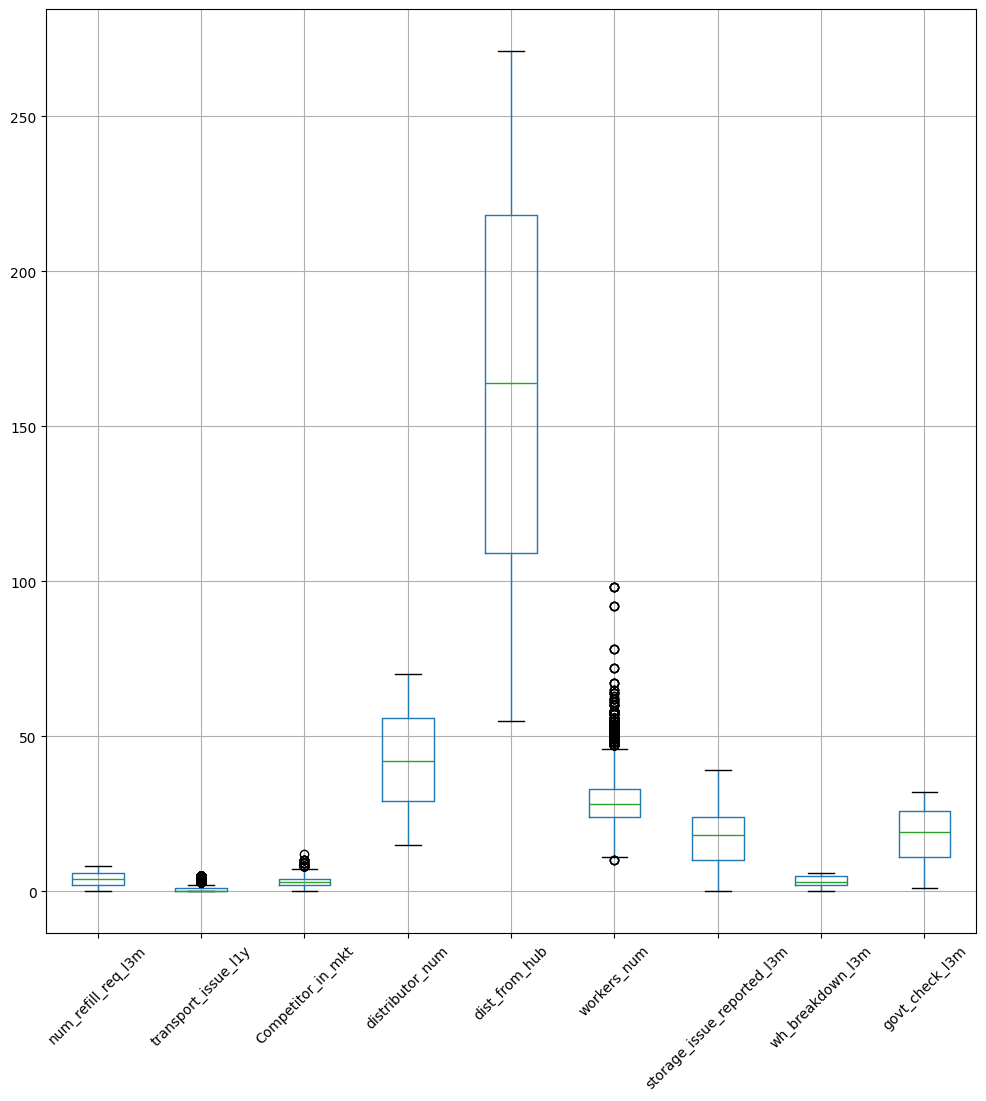 250
200
150
100
50
0
num_refill_req_l3m
transport_issue_l1y
Competitor_in_mkt
distributor_num
dist_from_hub
workers_num
storage_issue_reported_l3m
wh_breakdown_l3m
govt_check_l3m